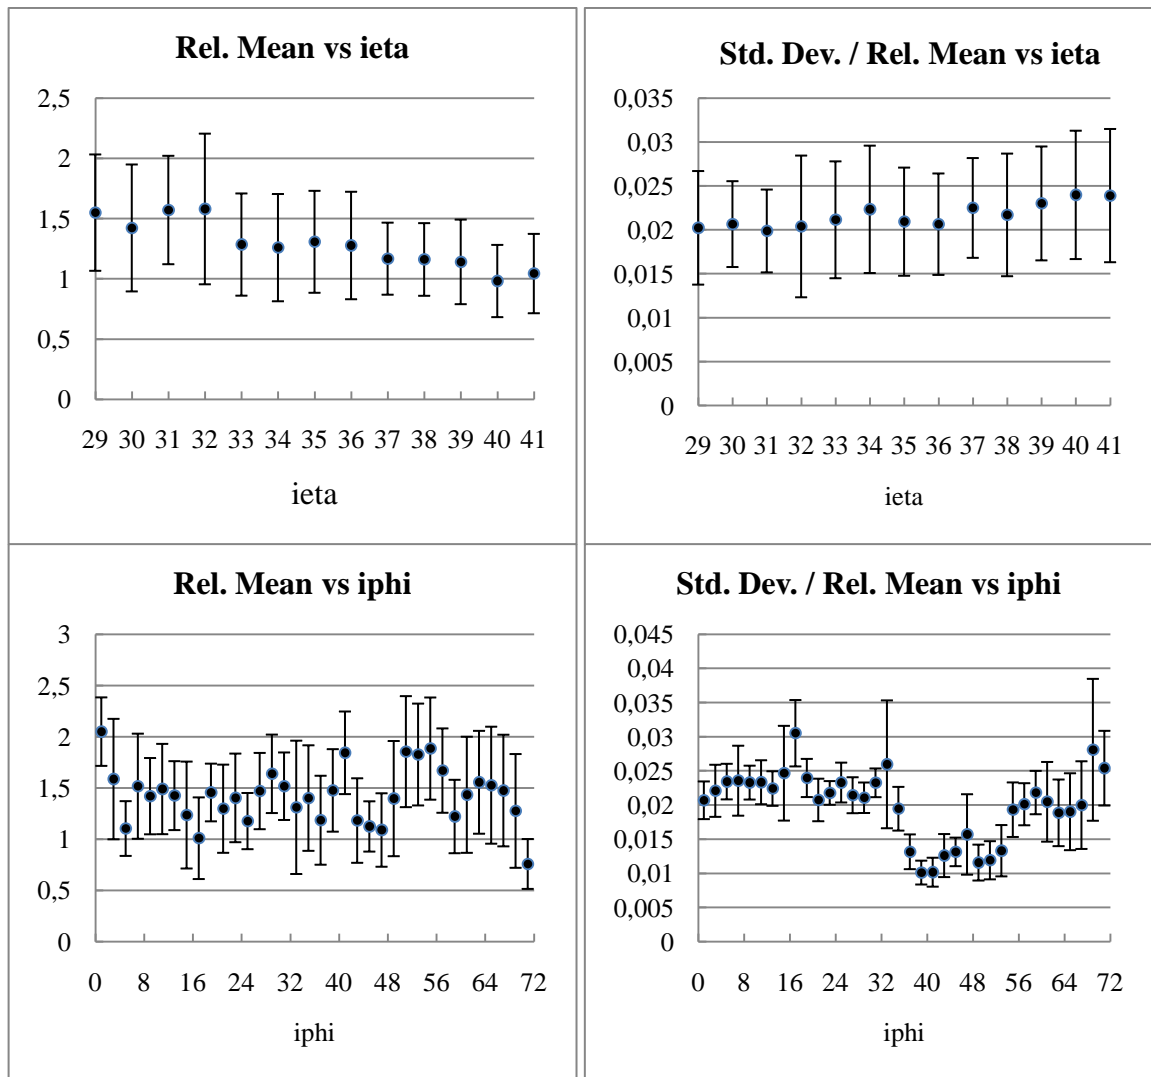 Rel. Mean vs ieta
2,5
2
1,5
1
0,5
0
29 30 31 32 33 34 35 36 37 38 39 40 41
ieta
Std. Dev. / Rel. Mean vs ieta
0,035
0,03
0,025
0,02
0,015
0,01
0,005
0
29 30 31 32 33 34 35 36 37 38 39 40 41
ieta
Rel. Mean vs iphi
3
2,5
2
1,5
1
0,5
0
0 8 16 24 32 40 48 56 64 72
iphi
Std. Dev. / Rel. Mean vs iphi
0,045
0,04
0,035
0,03
0,025
0,02
0,015
0,01
0,005
0
0 8 16 24 32 40 48 56 64 72
iphi